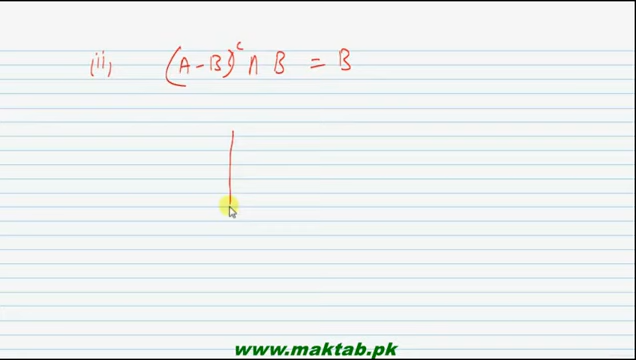 (ii) (A - B)ᶜ ∩ B = B
www.maktab.pk